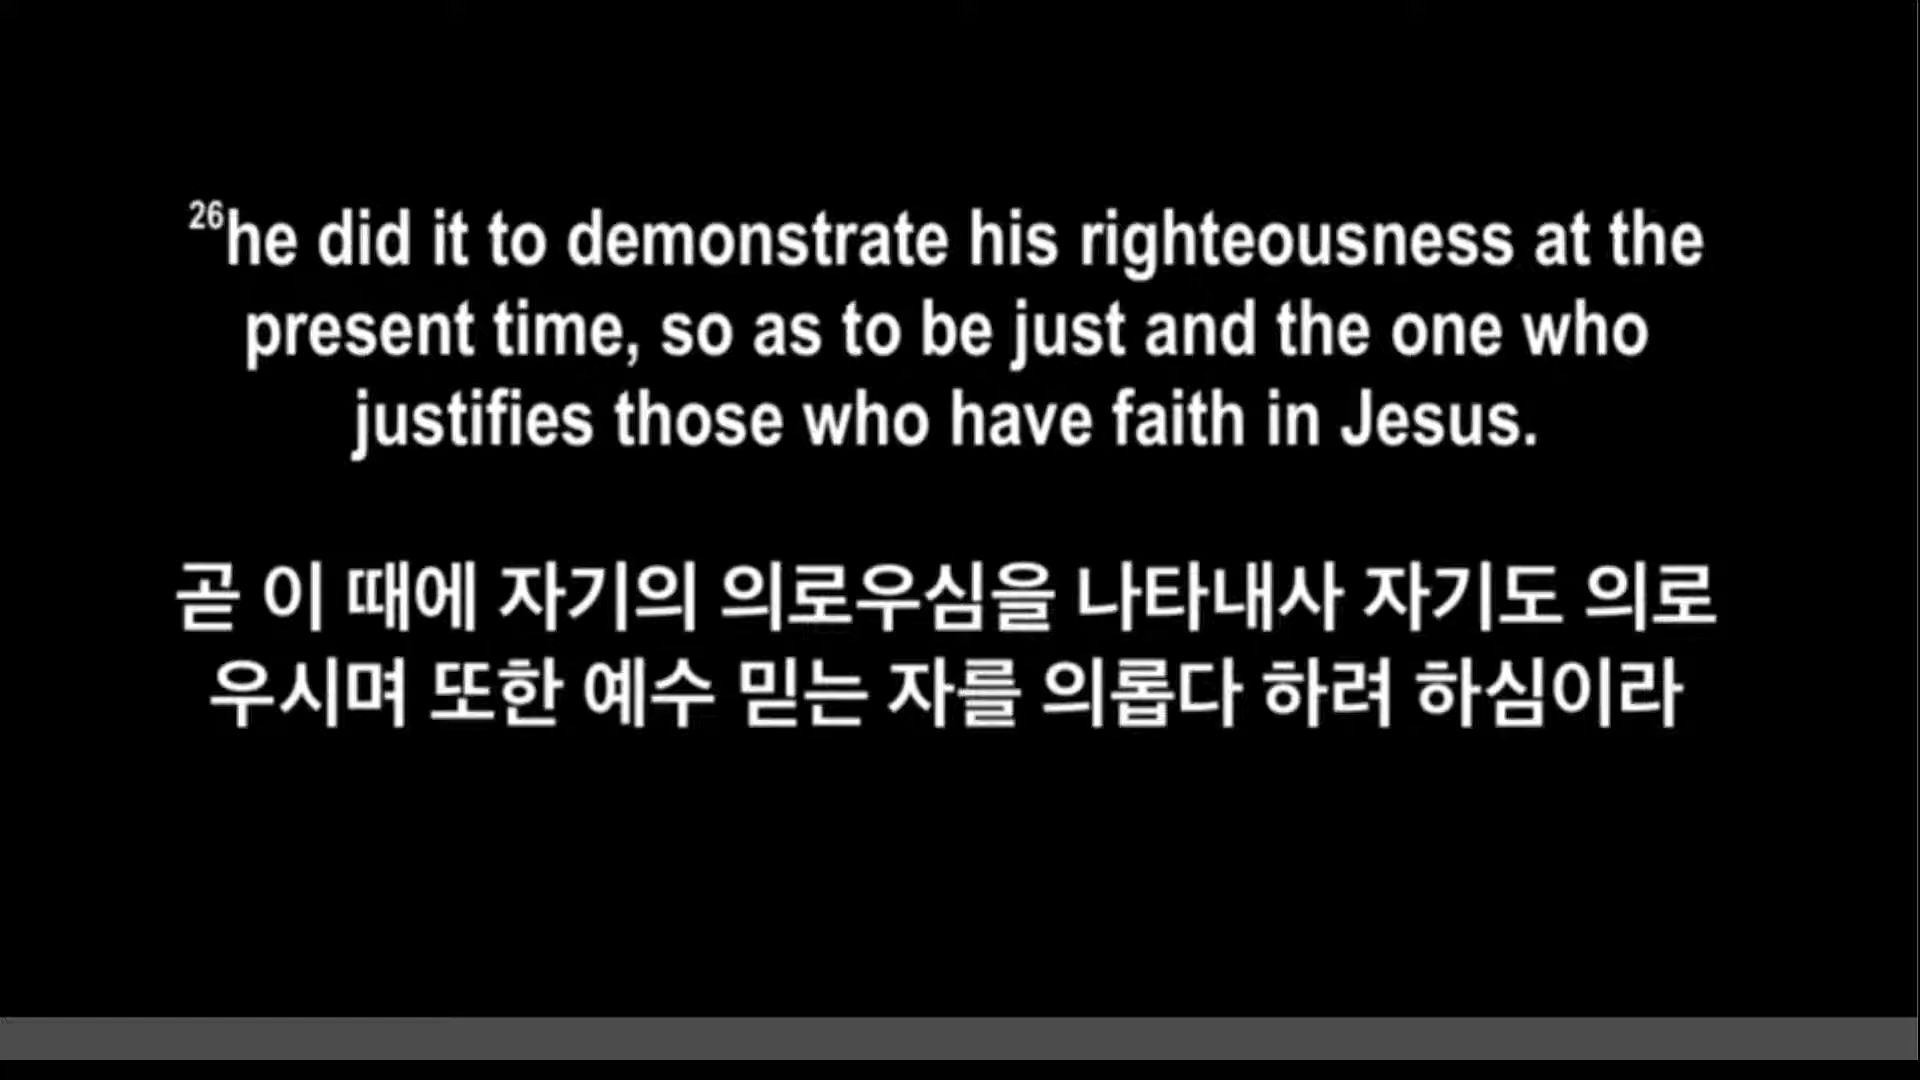 26he did it to demonstrate his righteousness at the
present time, so as to be just and the one who
justifies those who have faith in Jesus.
곧 이 때에 자기의 의로우심을 나타내사 자기도 의로
우시며 또한 예수 믿는 자를 의롭다 하려 하심이라